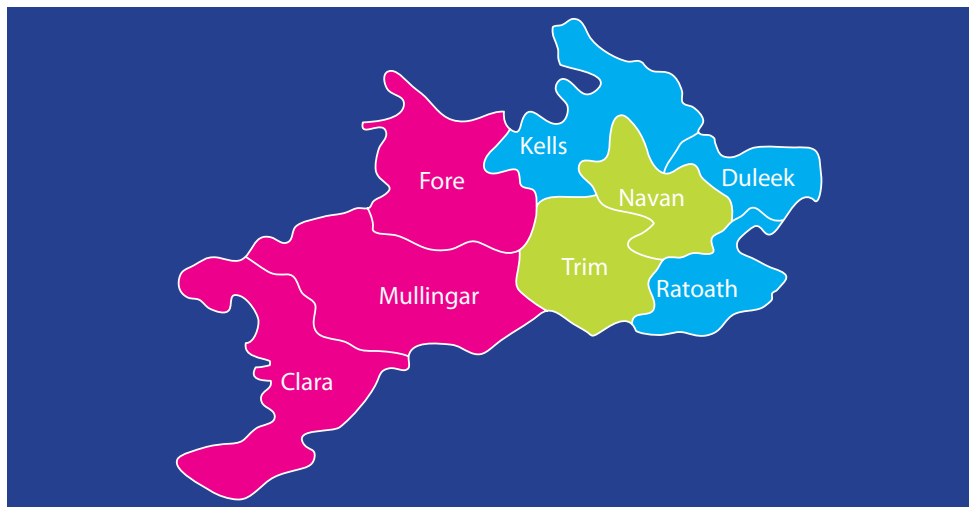 Kells
Fore
Duleek
Navan
Trim
Ratoath
Mullingar
Clara